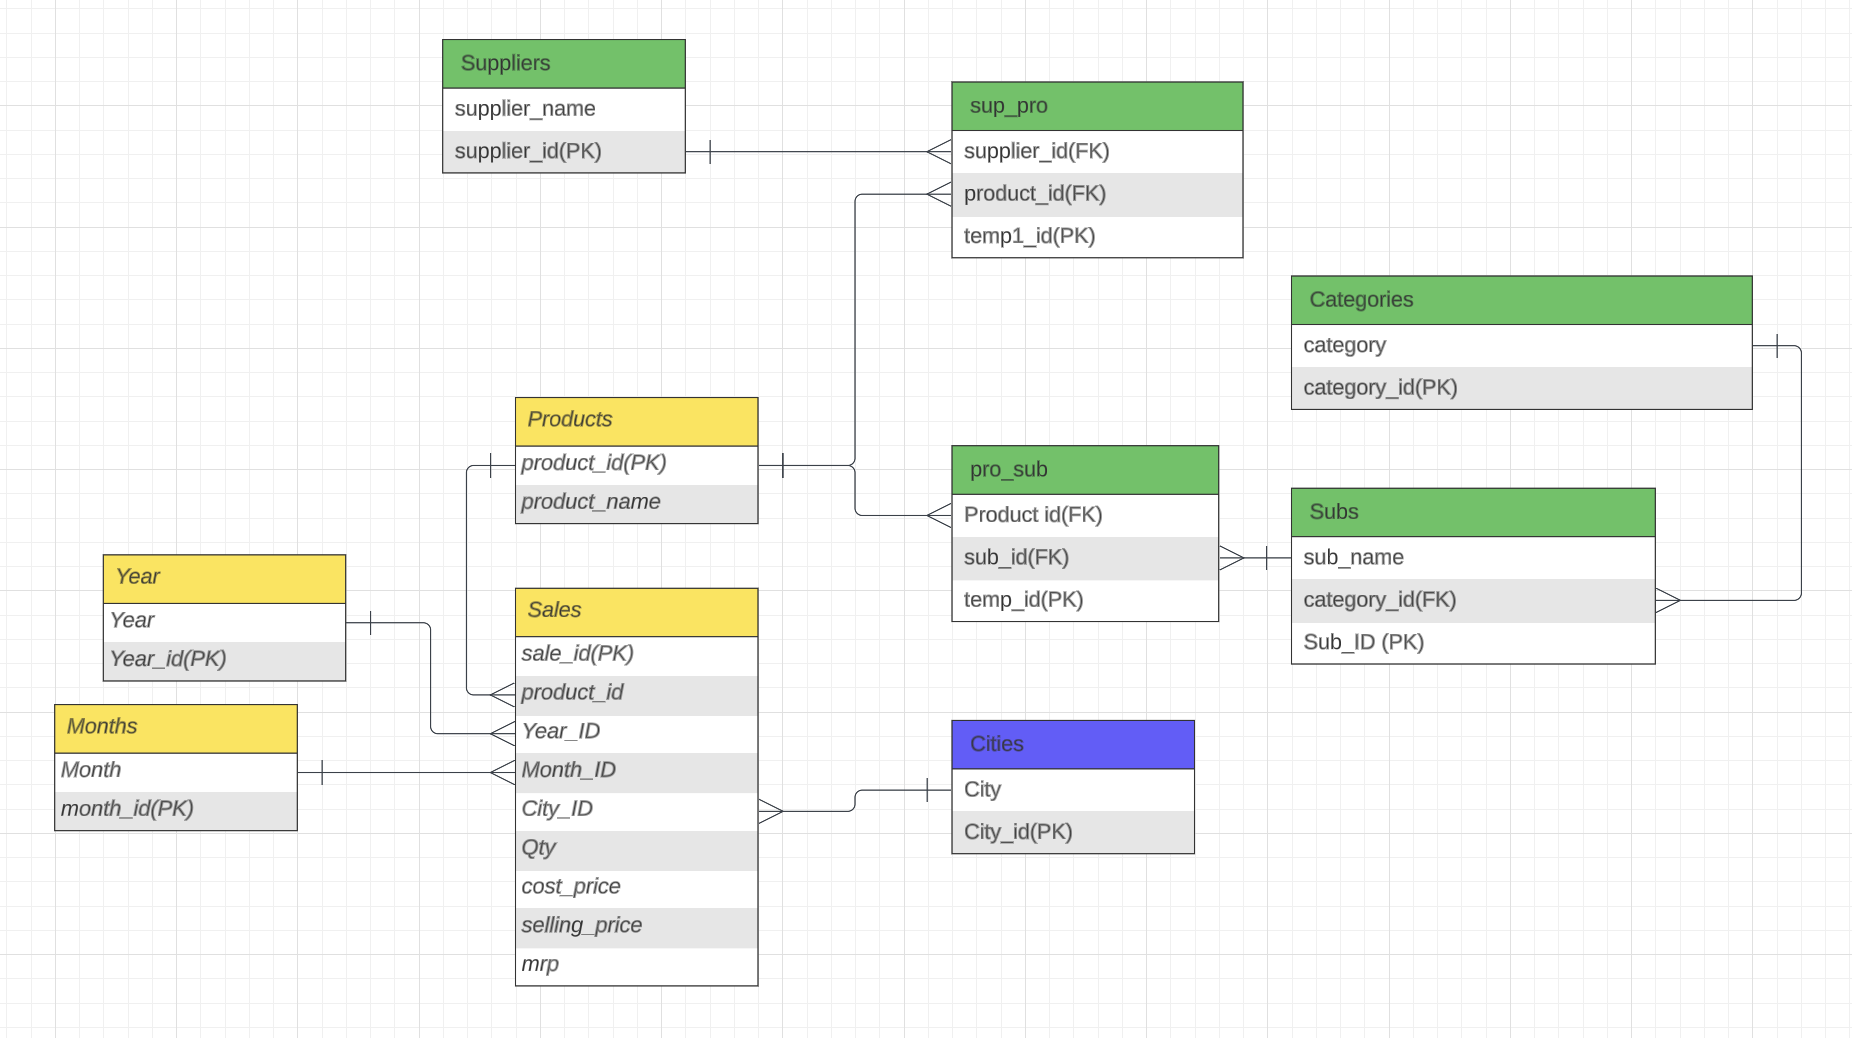 Suppliers
supplier_name
supplier_id(PK)
sup_pro
supplier_id(FK)
product_id(FK)
temp1_id(PK)
Categories
category
category_id(PK)
Products
product_id(PK)
product_name
pro_sub
Product id(FK)
sub_id(FK)
temp_id(PK)
Subs
sub_name
category_id(FK)
Sub_ID (PK)
Year
Year
Year_id(PK)
Sales
sale_id(PK)
product_id
Year_ID
Month_ID
City_ID
Qty
cost_price
selling_price
mrp
Months
Month
month_id(PK)
Cities
City
City_id(PK)